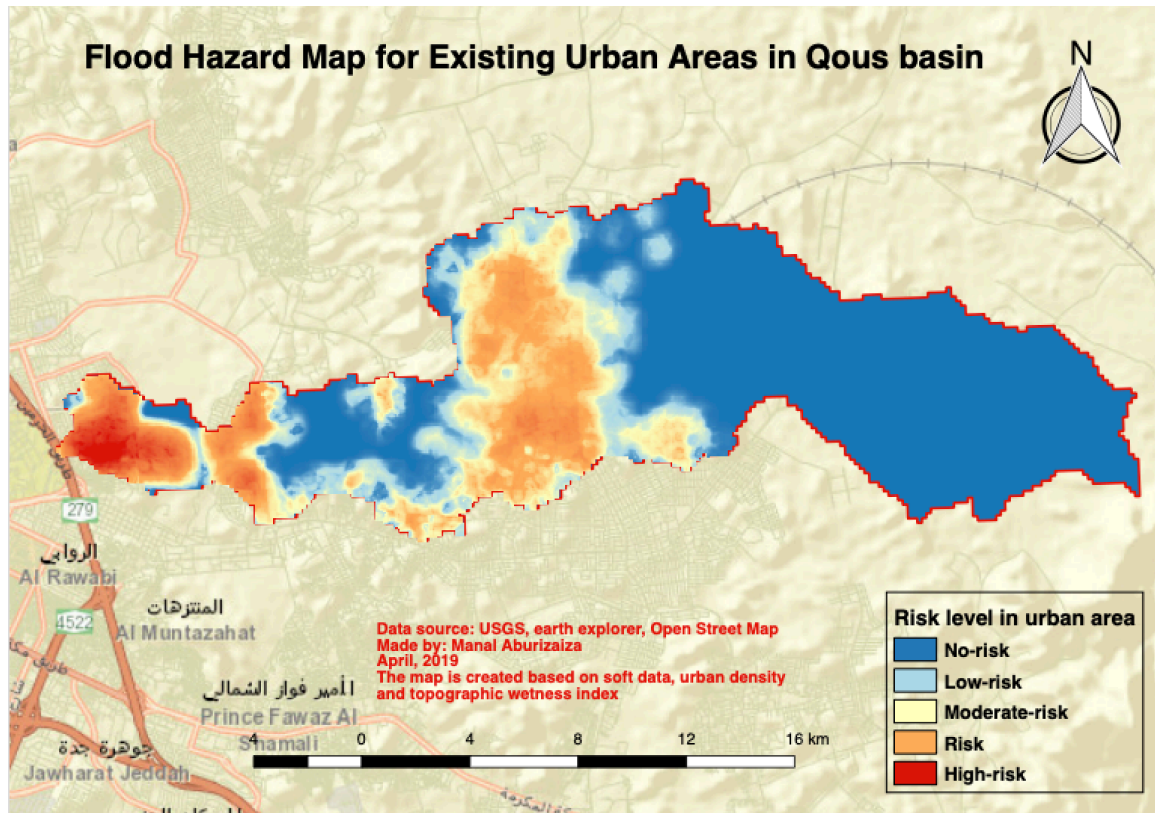 Flood Hazard Map for Existing Urban Areas in Qous basin
N
a
طريق الحرمين
279
الروابي
Al Rawabi
4522
المنتزهات
Al Muntazahat
Data source: USGS, earth explorer, Open Street Map
Made by: Manal Aburizaiza
April, 2019
The map is created based on soft data, urban density
and topographic wetness index
الأمير فواز الشمالي
Prince Fawaz Al
Shamali
جوهرة جدة
Jawharat Jeddah
4 0 4 8 12 16 km
Risk level in urban area
No-risk
Low-risk
Moderate-risk
Risk
High-risk